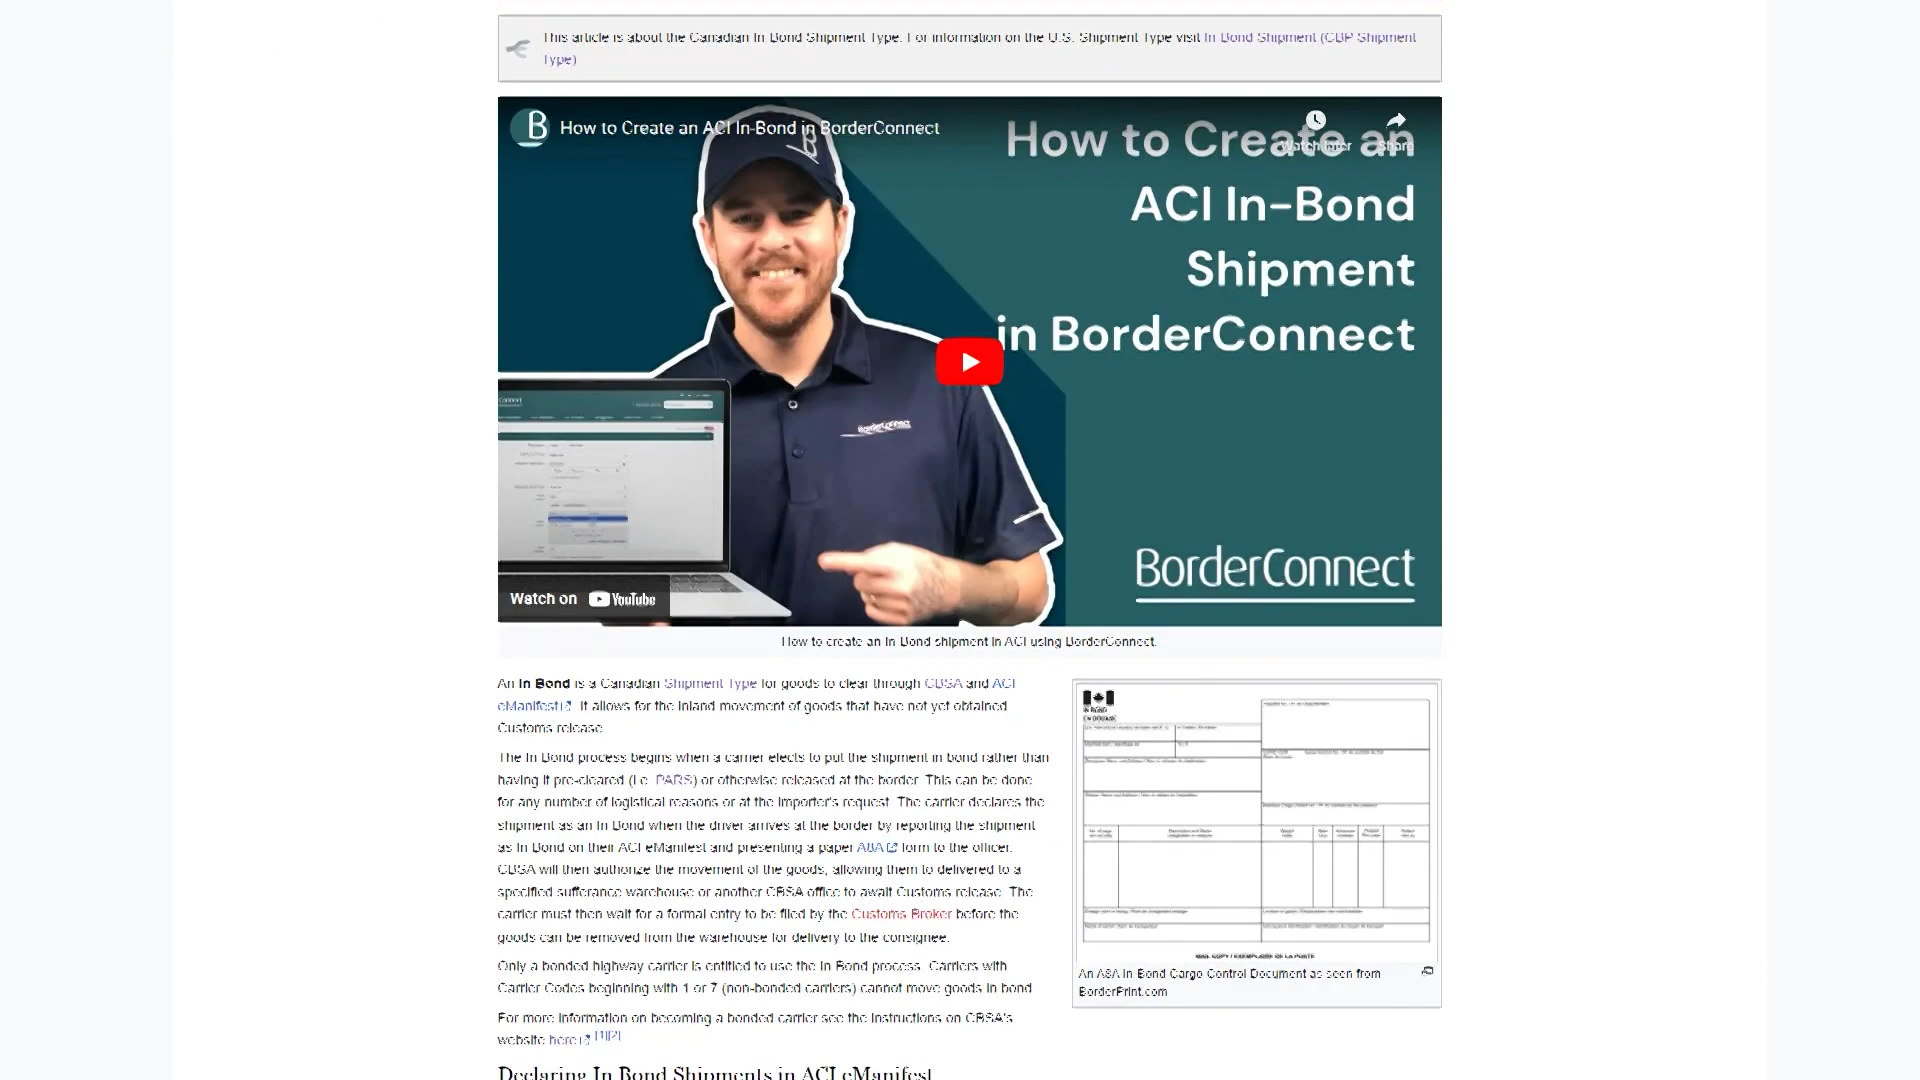 This article is about the Canadian In Bond Shipment Type. For information on the U.S. Shipment Type visit In Bond Shipment (CBP Shipment
Type)
B How to Create an ACI In-Bond in BorderConnect
Watch later
Share
How to Create an
ACI In-Bond
Shipment
in BorderConnect
BorderConnect
BorderConnect
Watch on YouTube
How to create an In Bond shipment in ACI using BorderConnect.
An In Bond is a Canadian Shipment Type for goods to clear through CBSA and ACI
eManifest. It allows for the inland movement of goods that have not yet obtained
Customs release.
The In Bond process begins when a carrier elects to put the shipment in bond rather than
having it pre-cleared (i.e. PARS) or otherwise released at the border. This can be done
for any number of logistical reasons or at the importer's request. The carrier declares the
shipment as an In Bond when the driver arrives at the border by reporting the shipment
as In Bond on their ACI eManifest and presenting a paper A8A form to the officer.
CBSA will then authorize the movement of the goods, allowing them to delivered to a
specified sufferance warehouse or another CBSA office to await Customs release. The
carrier must then wait for a formal entry to be filed by the Customs Broker before the
goods can be removed from the warehouse for delivery to the consignee.
Only a bonded highway carrier is entitled to use the In Bond process. Carriers with
Carrier Codes beginning with 1 or 7 (non-bonded carriers) cannot move goods in bond.
For more information on becoming a bonded carrier see the instructions on CBSA's
website here [1][2]
IN BOND
EN DOUANE
An A8A In Bond Cargo Control Document as seen from
BorderPrint.com
Declaring In Bond Shipments in ACI eManifest